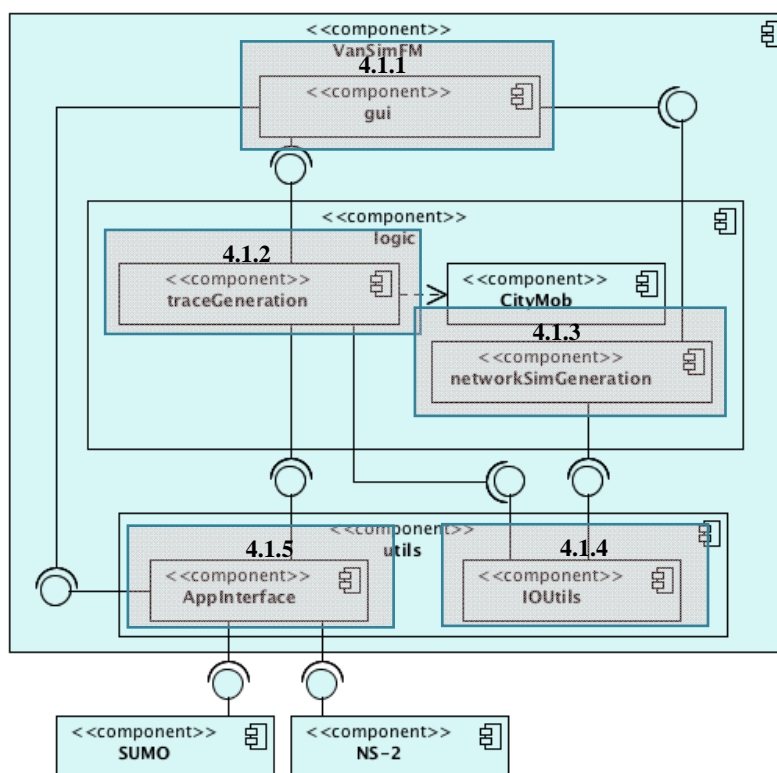 <<component>>
VanSimFM
4.1.1
<<component>>
gui
<<component>>
logic
4.1.2
<<component>>
traceGeneration
<<component>>
CityMob
4.1.3
<<component>>
networkSimGeneration
<<component>>
utils
4.1.5
<<component>>
AppInterface
4.1.4
<<component>>
IOUtils
<<component>>
SUMO
<<component>>
NS-2